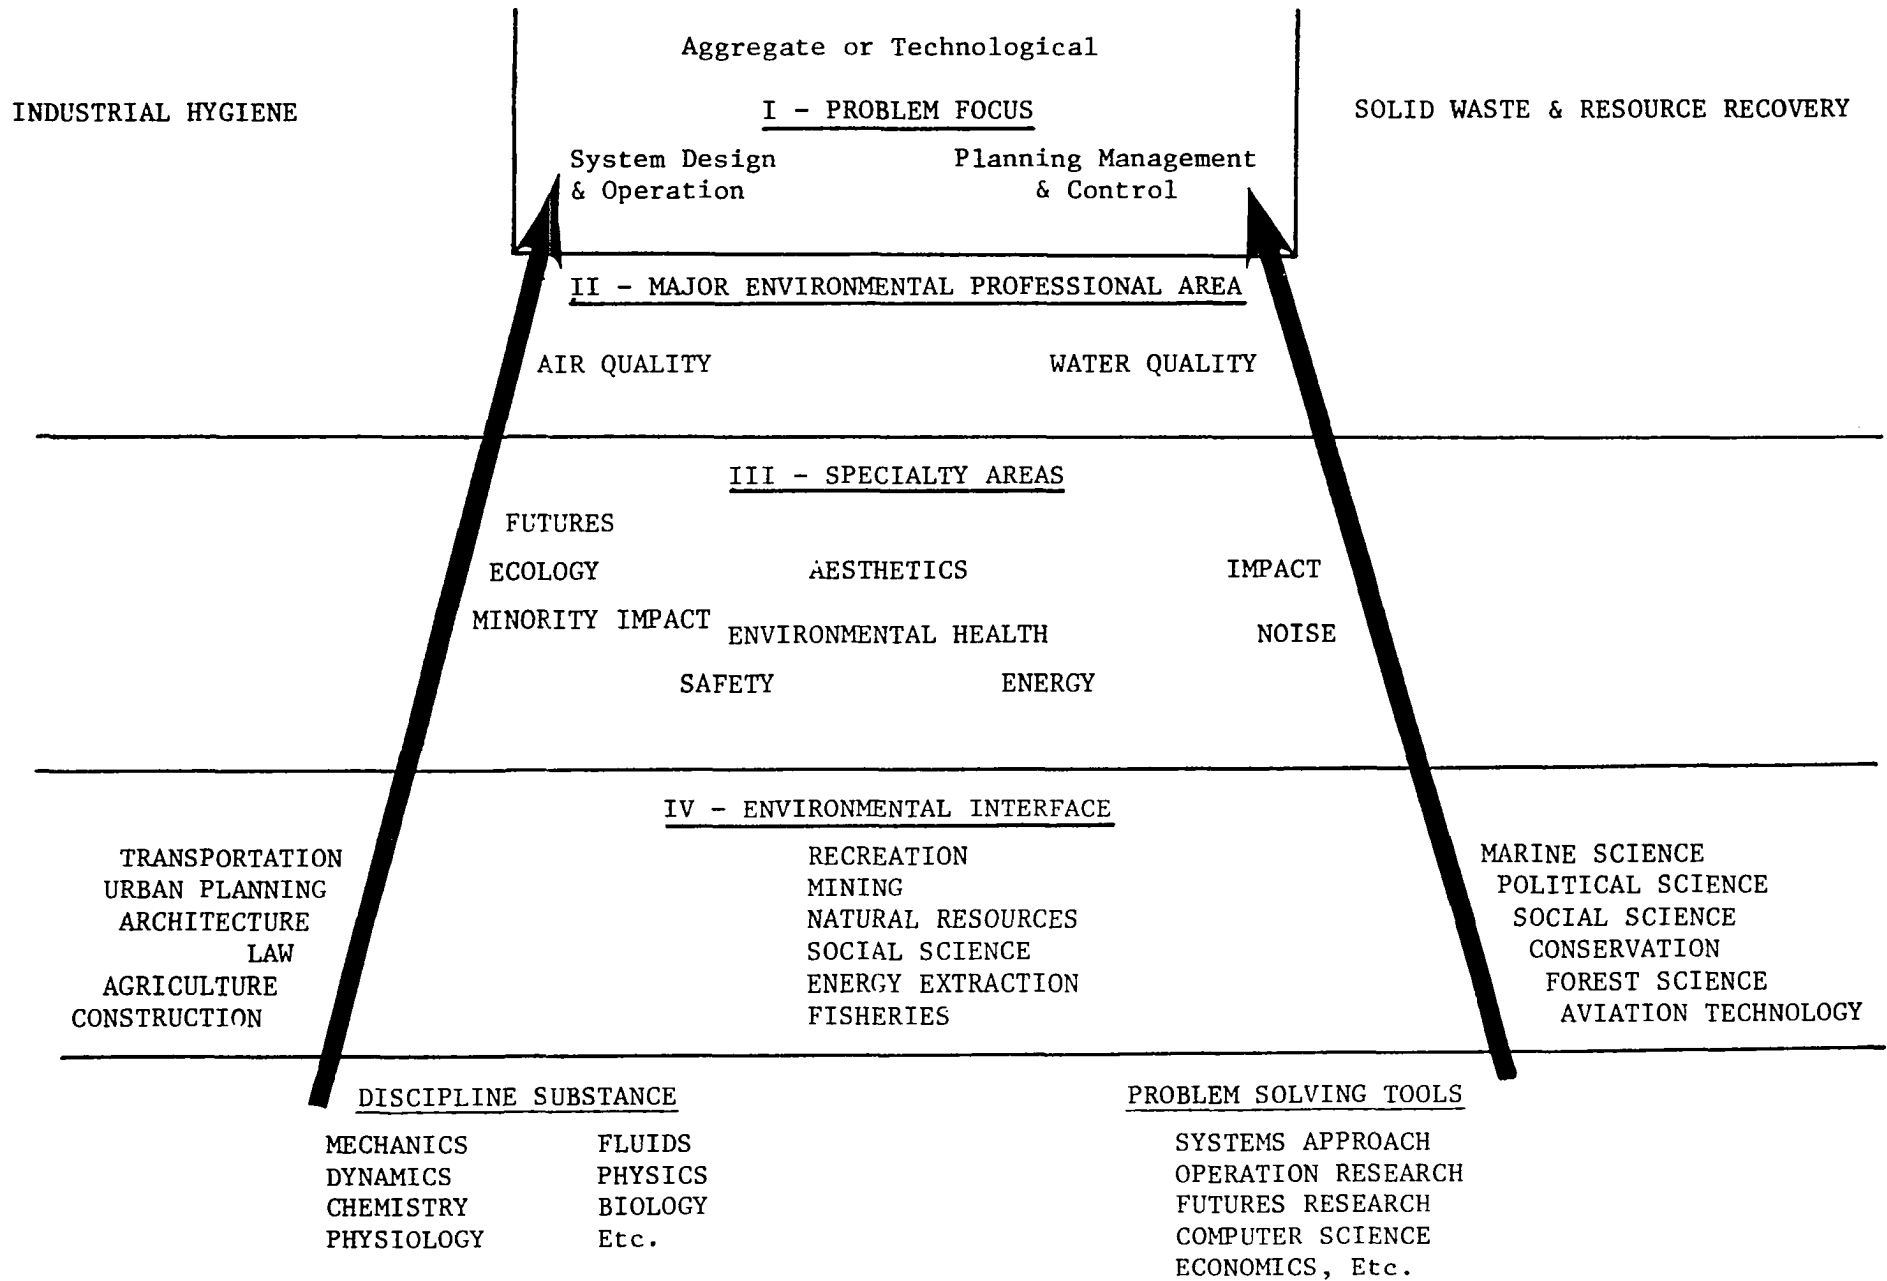 Aggregate or Technological
INDUSTRIAL HYGIENE
I - PROBLEM FOCUS
SOLID WASTE & RESOURCE RECOVERY
System Design
& Operation
Planning Management
& Control
II - MAJOR ENVIRONMENTAL PROFESSIONAL AREA
AIR QUALITY
WATER QUALITY
III - SPECIALTY AREAS
FUTURES
ECOLOGY
AESTHETICS
IMPACT
MINORITY IMPACT
ENVIRONMENTAL HEALTH
NOISE
SAFETY
ENERGY
IV - ENVIRONMENTAL INTERFACE
TRANSPORTATION
URBAN PLANNING
ARCHITECTURE
LAW
AGRICULTURE
CONSTRUCTION
RECREATION
MINING
NATURAL RESOURCES
SOCIAL SCIENCE
ENERGY EXTRACTION
FISHERIES
MARINE SCIENCE
POLITICAL SCIENCE
SOCIAL SCIENCE
CONSERVATION
FOREST SCIENCE
AVIATION TECHNOLOGY
DISCIPLINE SUBSTANCE
MECHANICS
DYNAMICS
CHEMISTRY
PHYSIOLOGY
FLUIDS
PHYSICS
BIOLOGY
Etc.
PROBLEM SOLVING TOOLS
SYSTEMS APPROACH
OPERATION RESEARCH
FUTURES RESEARCH
COMPUTER SCIENCE
ECONOMICS, Etc.